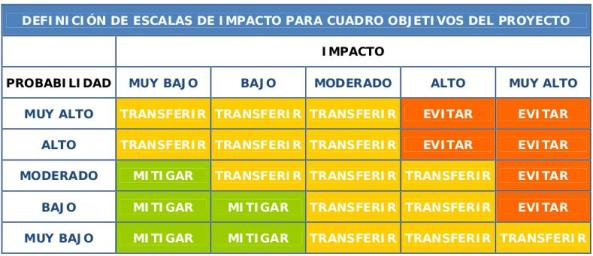 DEFINICIÓN DE ESCALAS DE IMPACTO PARA CUADRO OBJETIVOS DEL PROYECTO
IMPACTO
PROBABILIDAD MUY BAJO BAJO MODERADO ALTO MUY ALTO
MUY ALTO TRANSFERIR TRANSFERIR TRANSFERIR EVITAR EVITAR
ALTO TRANSFERIR TRANSFERIR TRANSFERIR EVITAR EVITAR
MODERADO MITIGAR TRANSFERIR TRANSFERIR TRANSFERIR EVITAR
BAJO MITIGAR MITIGAR TRANSFERIR TRANSFERIR EVITAR
MUY BAJO MITIGAR MITIGAR TRANSFERIR TRANSFERIR TRANSFERIR